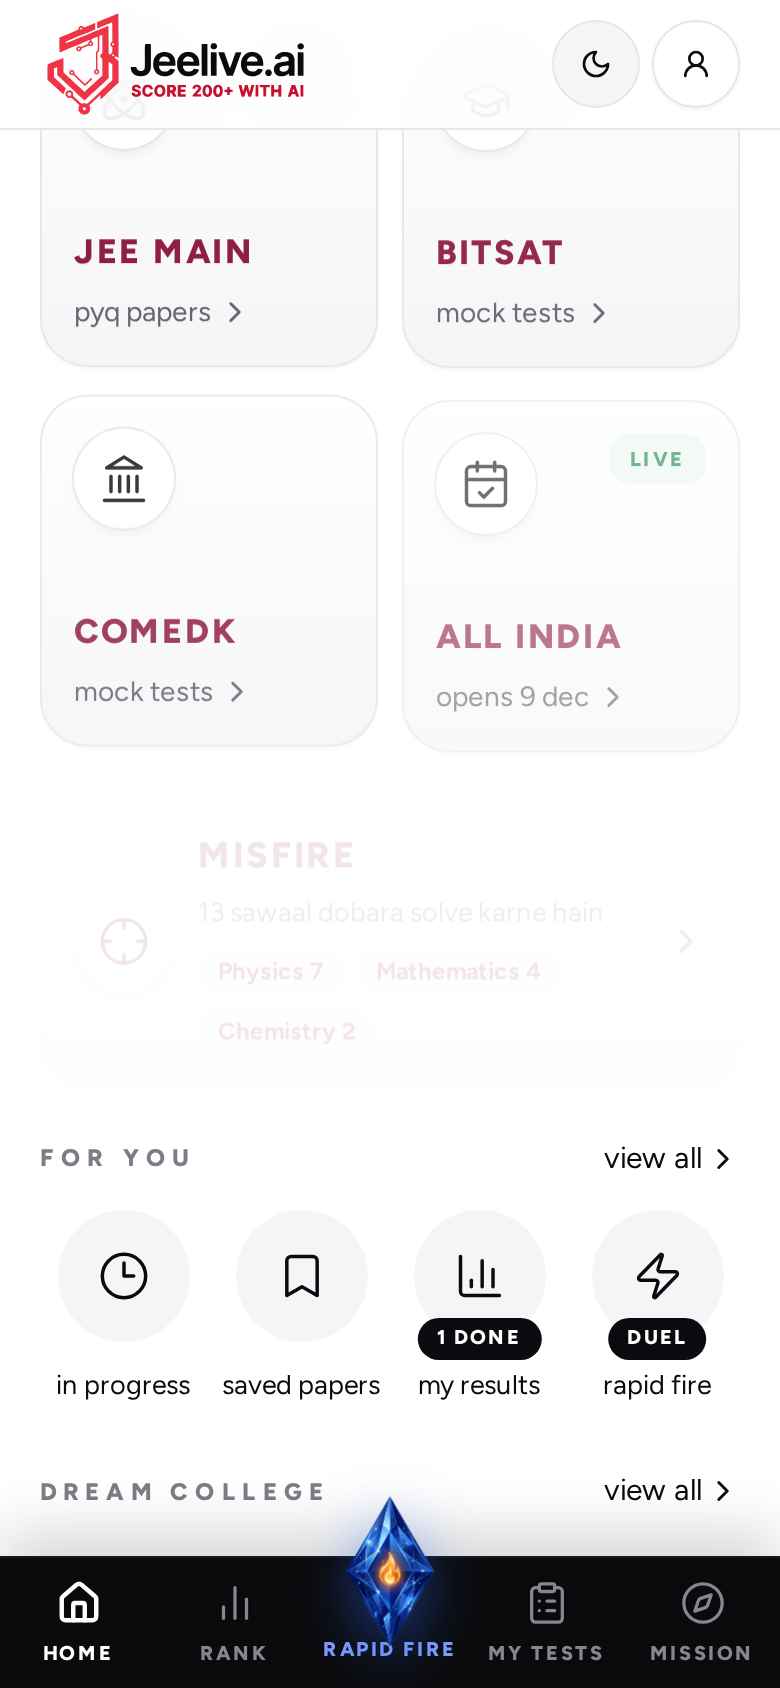 Jeelive.ai
SCORE 200+ WITH AI
JEE MAIN
pyq papers
BITSAT
mock tests
COMEDK
mock tests
LIVE
ALL INDIA
opens 9 dec
MISFIRE
13 sawaal dobara solve karne hain
Physics 7
Mathematics 4
Chemistry 2
FOR YOU
view all
in progress
saved papers
1 DONE
my results
DUEL
rapid fire
DREAM COLLEGE
view all
HOME
RANK
RAPID FIRE
MY TESTS
MISSION